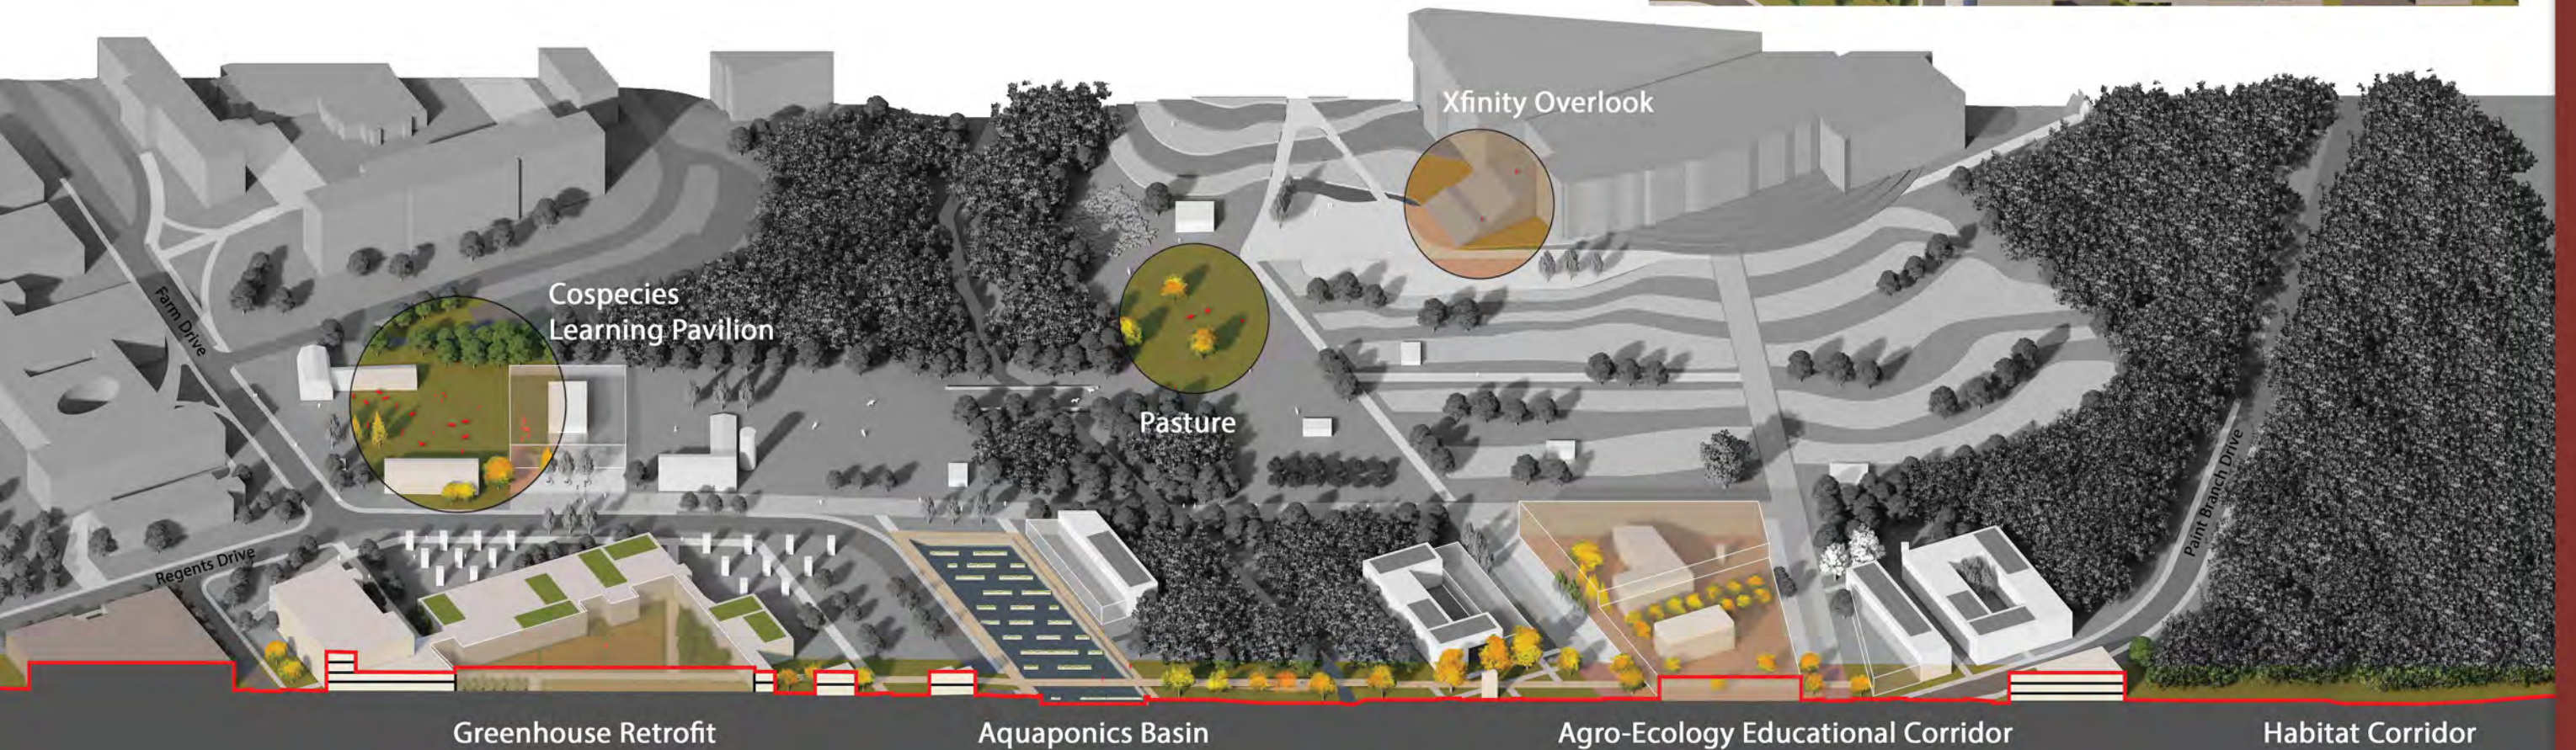 Xfinity Overlook
Cospecies
Learning Pavilion
Farm Drive
Pasture
Paint Branch Drive
Regents Drive
Greenhouse Retrofit
Aquaponics Basin
Agro-Ecology Educational Corridor
Habitat Corridor